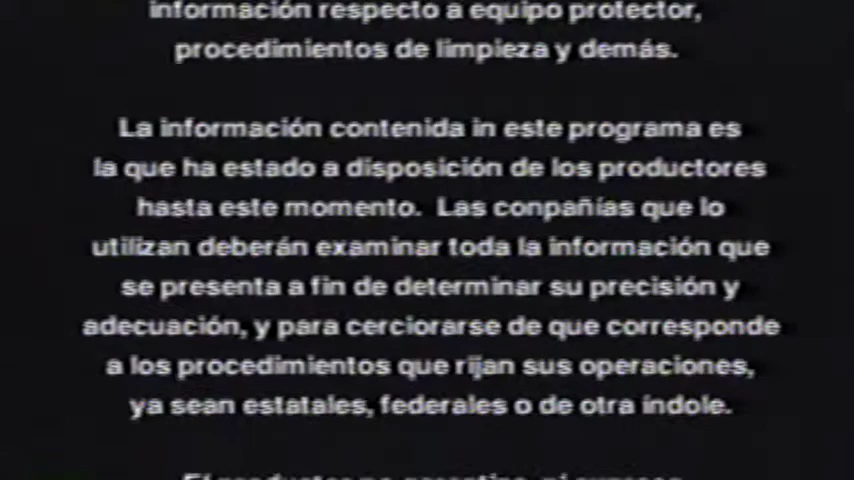 información respecto a equipo protector,
procedimientos de limpieza y demás.
La información contenida in este programa es
la que ha estado a disposición de los productores
hasta este momento. Las conpañías que lo
utilizan deberán examinar toda la información que
se presenta a fin de determinar su precisión y
adecuación, y para cerciorarse de que corresponde
a los procedimientos que rijan sus operaciones,
ya sean estatales, federales o de otra índole.